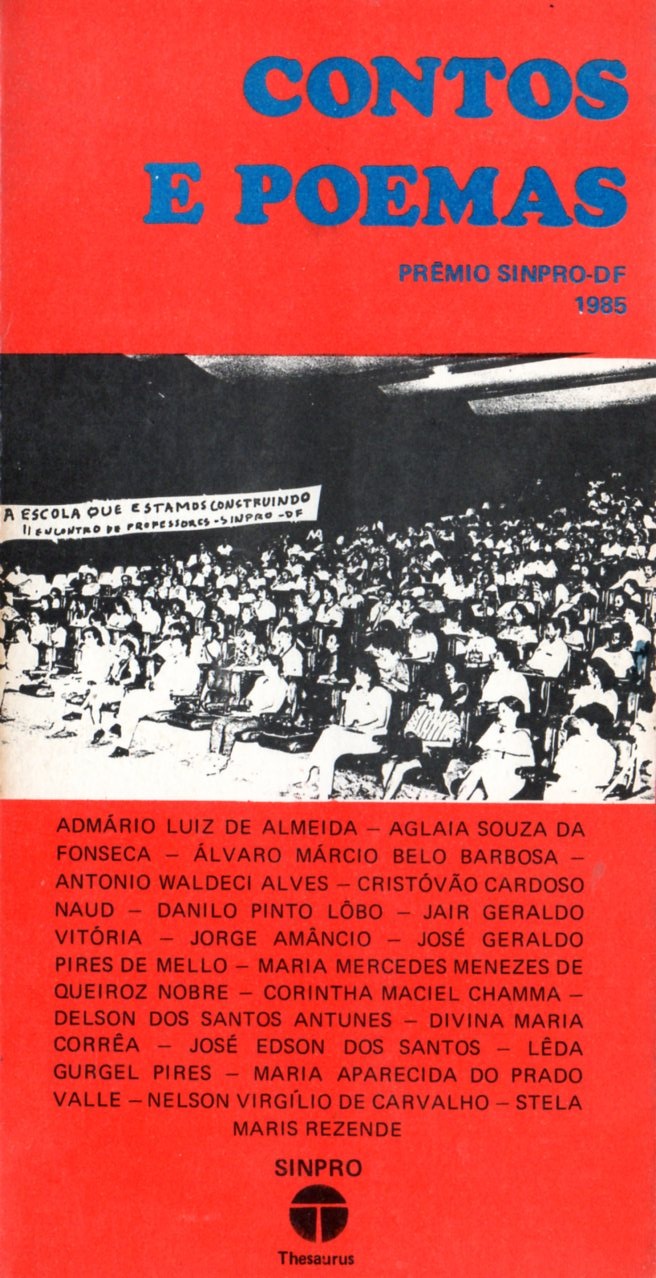 CONTOS
E POEMAS
PRÊMIO SINPRO-DF
1985
A ESCOLA QUE ESTAMOS CONSTRUINDO
II ENCONTRO DE PROFESSORES - SINPRO - DF
ADMÁRIO LUIZ DE ALMEIDA — AGLAIA SOUZA DA
FONSECA — ÁLVARO MÁRCIO BELO BARBOSA —
ANTONIO WALDECI ALVES — CRISTÓVÃO CARDOSO
NAUD — DANILO PINTO LÔBO — JAIR GERALDO
VITÓRIA — JORGE AMÂNCIO — JOSÉ GERALDO
PIRES DE MELLO — MARIA MERCEDES MENEZES DE
QUEIROZ NOBRE — CORINTHA MACIEL CHAMMA —
DELSON DOS SANTOS ANTUNES — DIVINA MARIA
CORRÊA — JOSÉ EDSON DOS SANTOS — LÊDA
GURGEL PIRES — MARIA APARECIDA DO PRADO
VALLE — NELSON VIRGÍLIO DE CARVALHO — STELA
MARIS REZENDE
SINPRO
Thesaurus